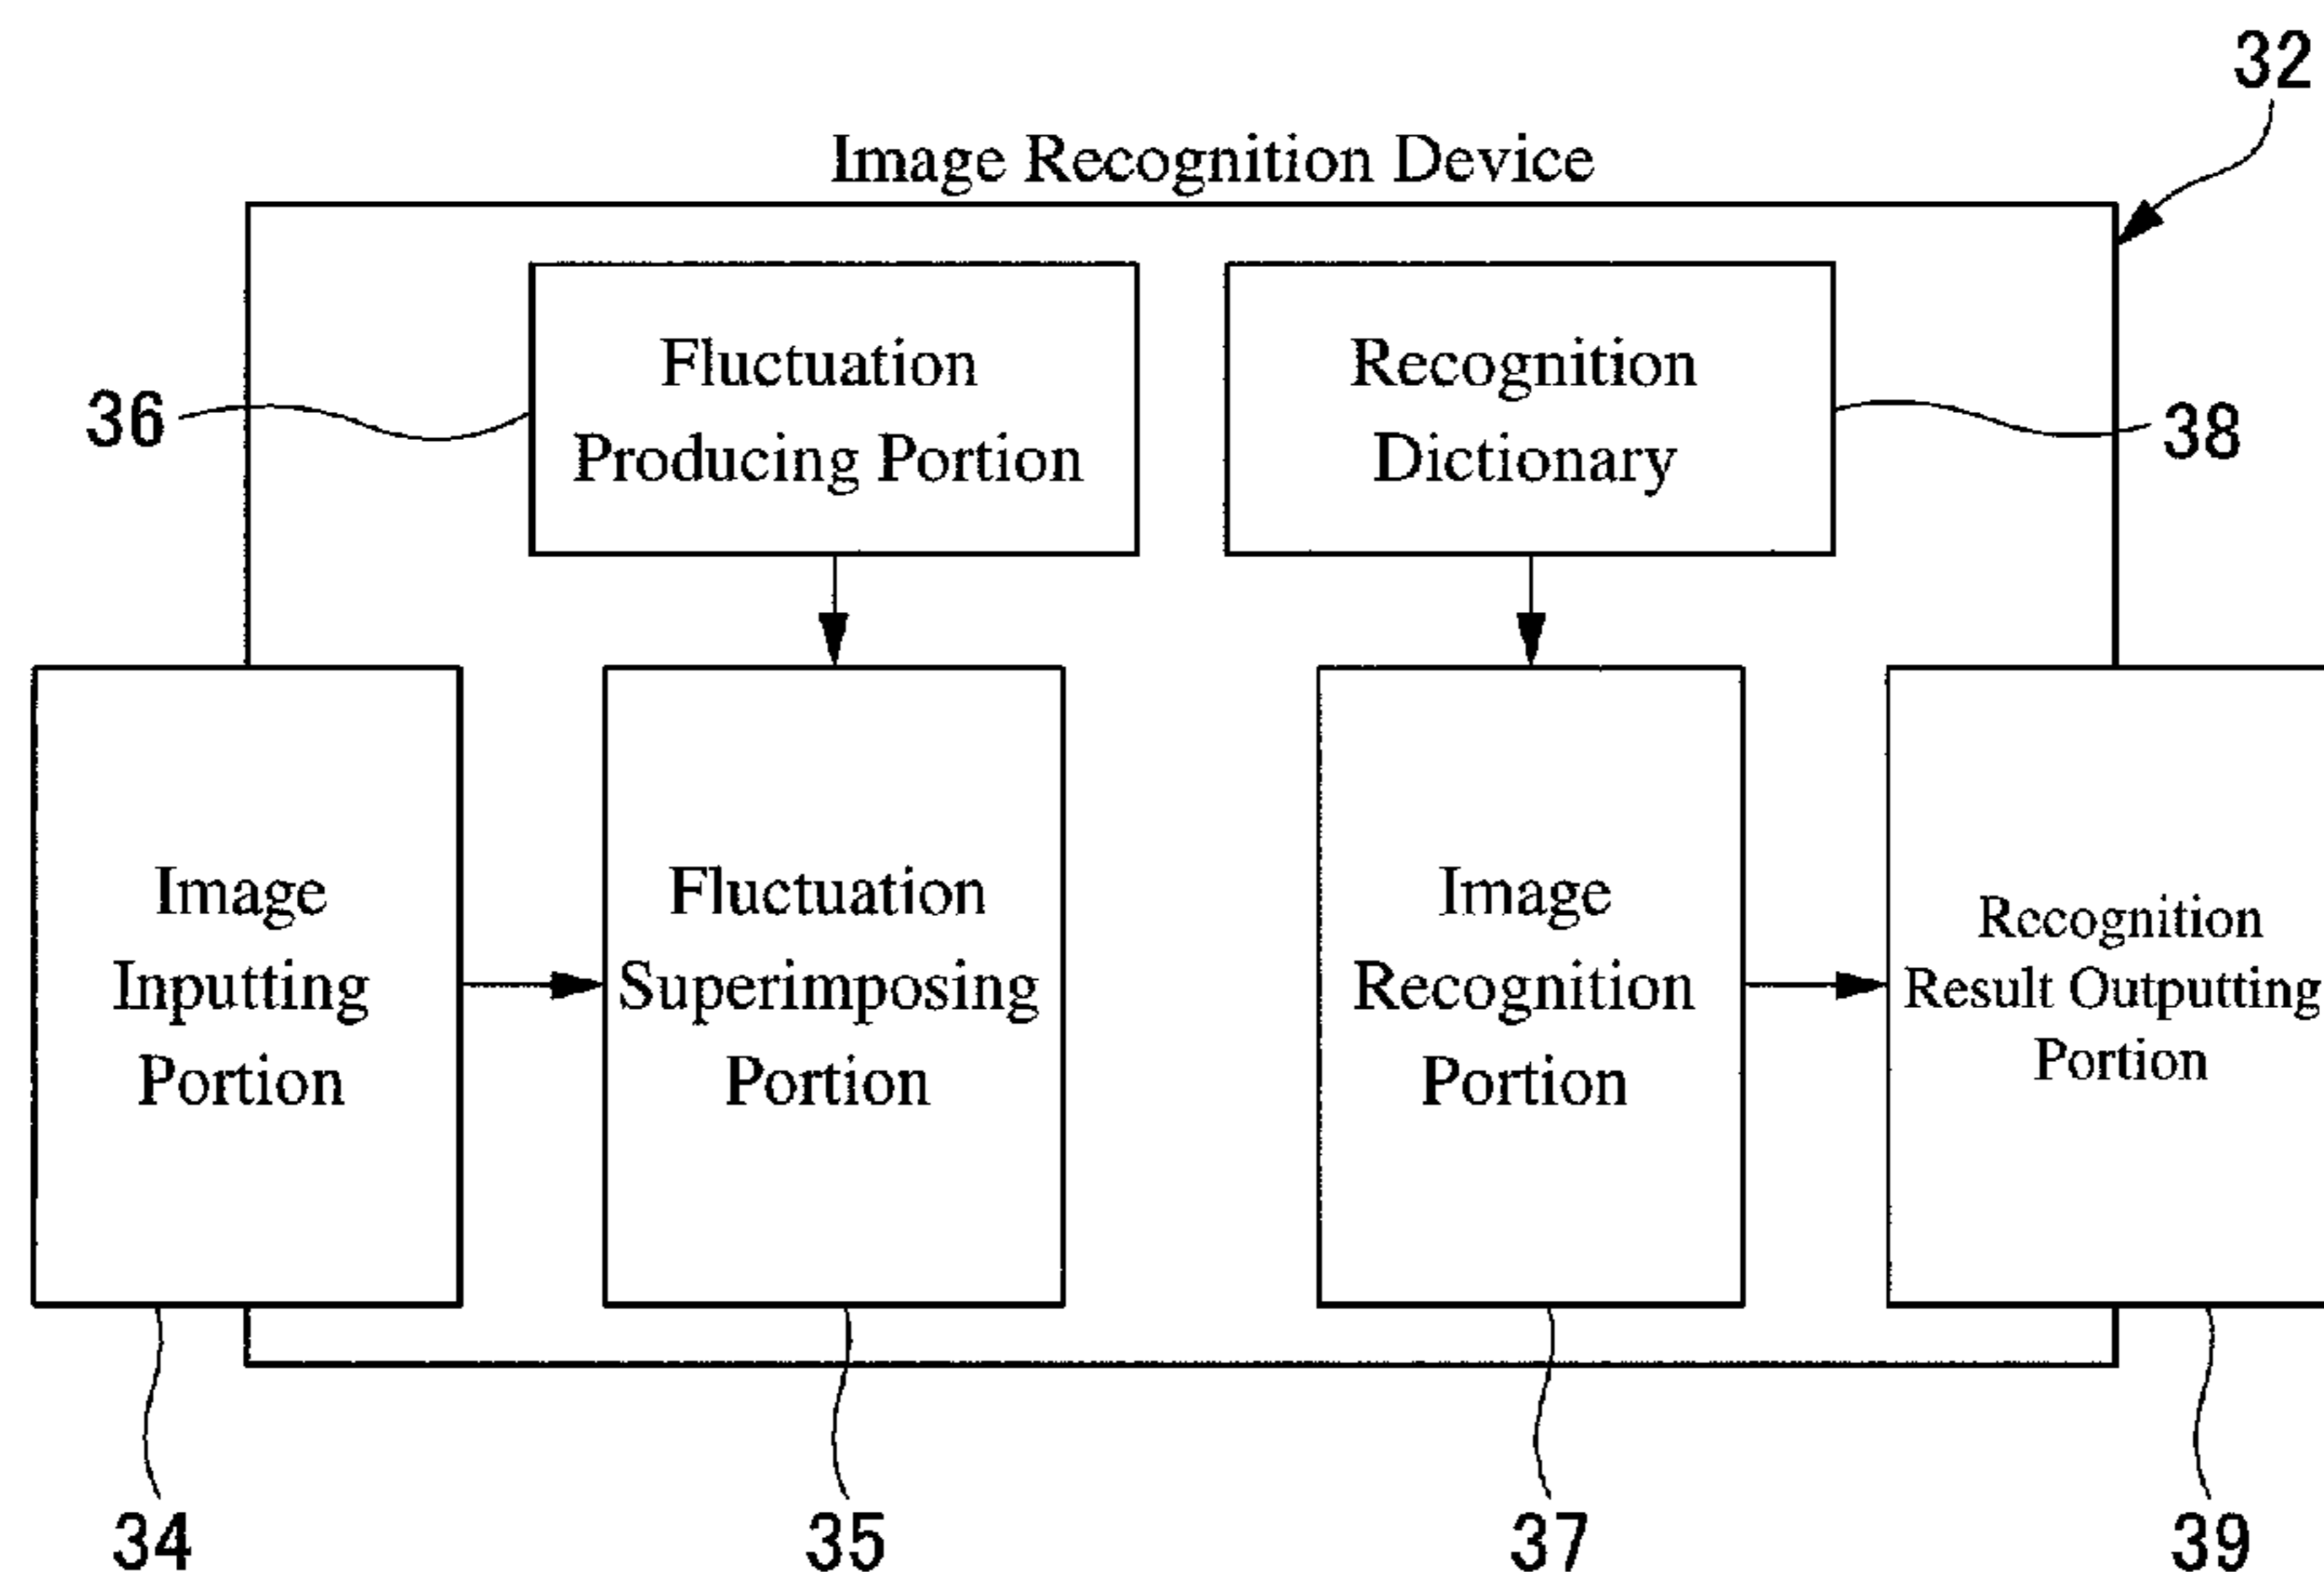 32
Image Recognition Device
Fluctuation
Producing Portion
Recognition
Dictionary
36
38
Image
Inputting
Portion
Fluctuation
Superimposing
Portion
Image
Recognition
Portion
Recognition
Result Outputting
Portion
34
35
37
39